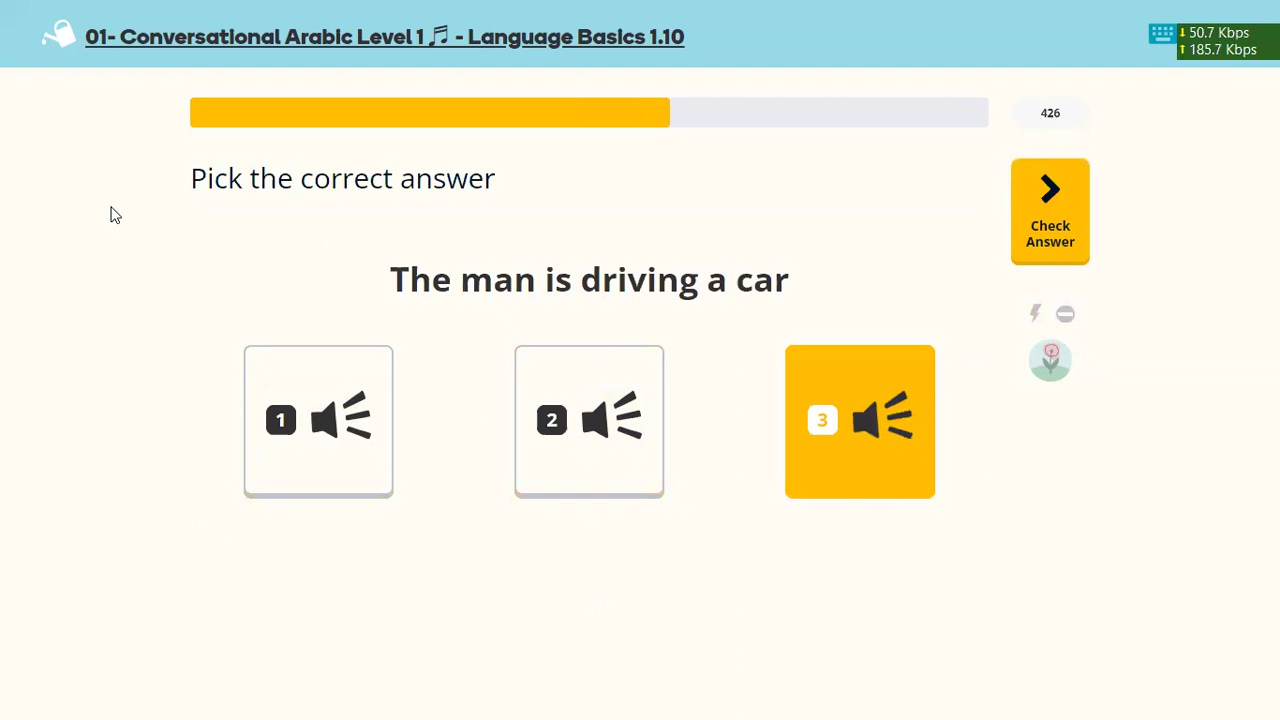 01- Conversational Arabic Level 1 🎵 - Language Basics 1.10
50.7 Kbps
185.7 Kbps
426
Pick the correct answer
Check
Answer
The man is driving a car
1
2
3